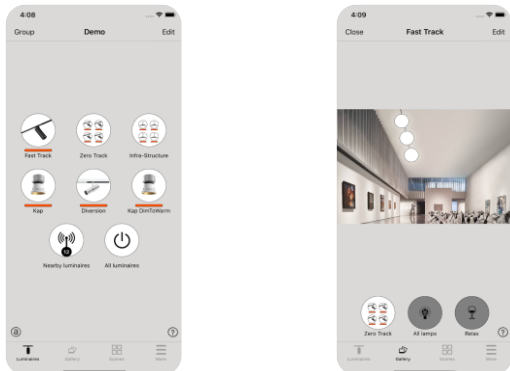 4:08
Group Demo Edit
Fast Track Zero Track Infra-Structure
Kap Diversion Kap DimToWarm
Nearby luminaires All luminaires
Luminaires Gallery Scenes More
4:09
Close Fast Track Edit
Zero Track All lamps Relax
Luminaires Gallery Scenes More